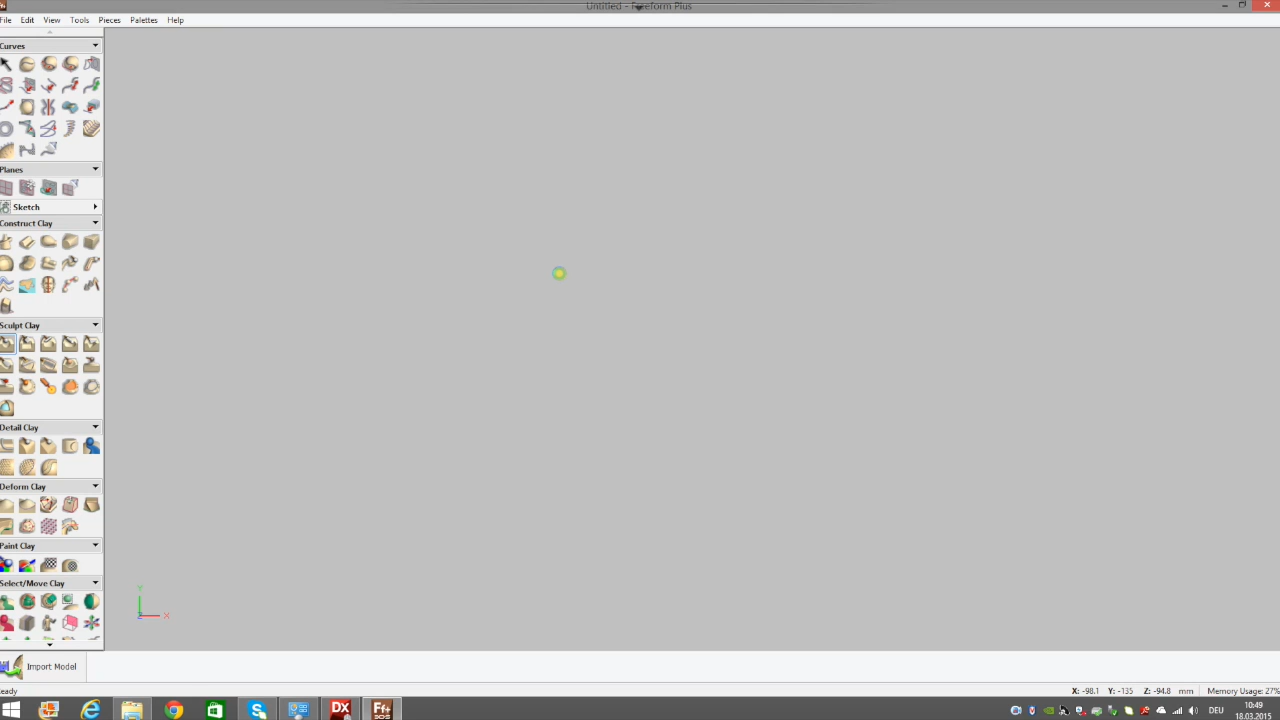 Untitled - Freeform Plus
File Edit View Tools Pieces Palettes Help
Curves
Planes
Sketch
Construct Clay
Sculpt Clay
Detail Clay
Deform Clay
Paint Clay
Select/Move Clay
Y
X
Z
Import Model
eady
X: -98.1 Y: -135 Z: -94.8 mm Memory Usage: 27%
DX
F++
DEU
10:49
18.03.2015